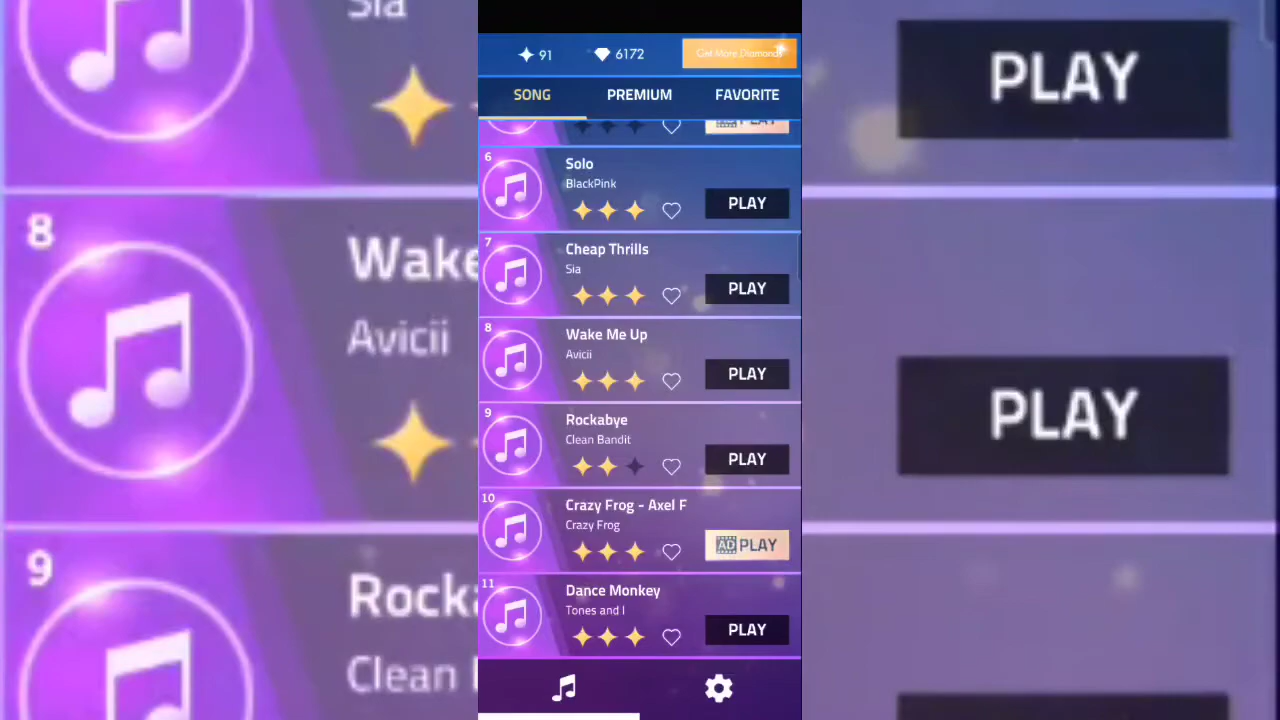 91
6172
Get More Diamonds
SONG
PREMIUM
FAVORITE
PLAY
6
Solo
BlackPink
PLAY
7
Cheap Thrills
Sia
PLAY
8
Wake Me Up
Avicii
PLAY
9
Rockabye
Clean Bandit
PLAY
10
Crazy Frog - Axel F
Crazy Frog
AD PLAY
11
Dance Monkey
Tones and I
PLAY
Sia
PLAY
8
Wake
Avicii
PLAY
9
Rocka
Clean